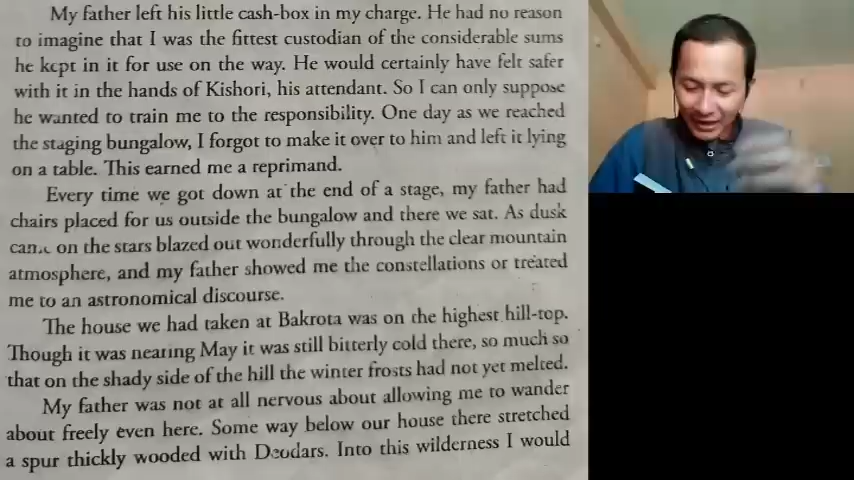 My father left his little cash-box in my charge. He had no reason
to imagine that I was the fittest custodian of the considerable sums
he kept in it for use on the way. He would certainly have felt safer
with it in the hands of Kishori, his attendant. So I can only suppose
he wanted to train me to the responsibility. One day as we reached
the staging bungalow, I forgot to make it over to him and left it lying
on a table. This earned me a reprimand.
Every time we got down at the end of a stage, my father had
chairs placed for us outside the bungalow and there we sat. As dusk
came on the stars blazed out wonderfully through the clear mountain
atmosphere, and my father showed me the constellations or treated
me to an astronomical discourse.
The house we had taken at Bakrota was on the highest hill-top.
Though it was nearing May it was still bitterly cold there, so much so
that on the shady side of the hill the winter frosts had not yet melted.
My father was not at all nervous about allowing me to wander
about freely even here. Some way below our house there stretched
a spur thickly wooded with Deodars. Into this wilderness I would